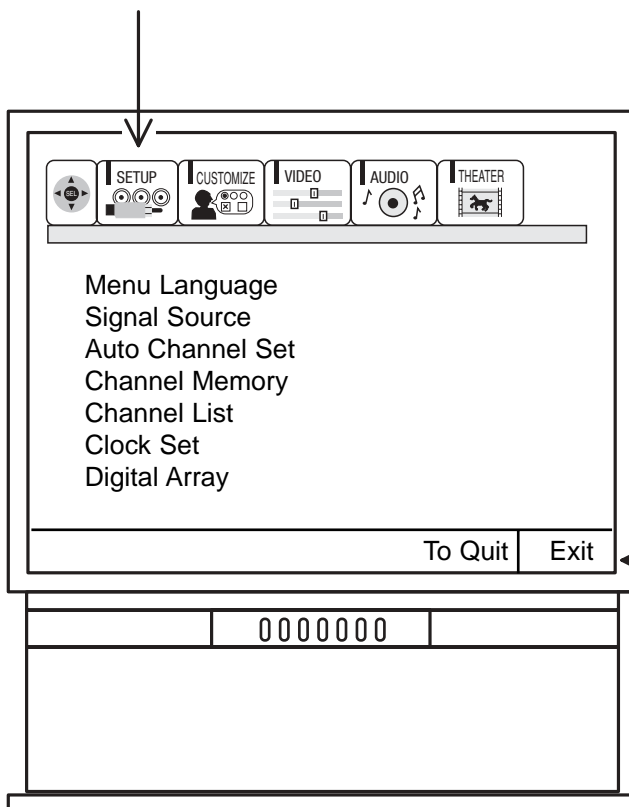 SETUP CUSTOMIZE VIDEO AUDIO THEATER
SEL
Menu Language
Signal Source
Auto Channel Set
Channel Memory
Channel List
Clock Set
Digital Array
To Quit Exit
0000000